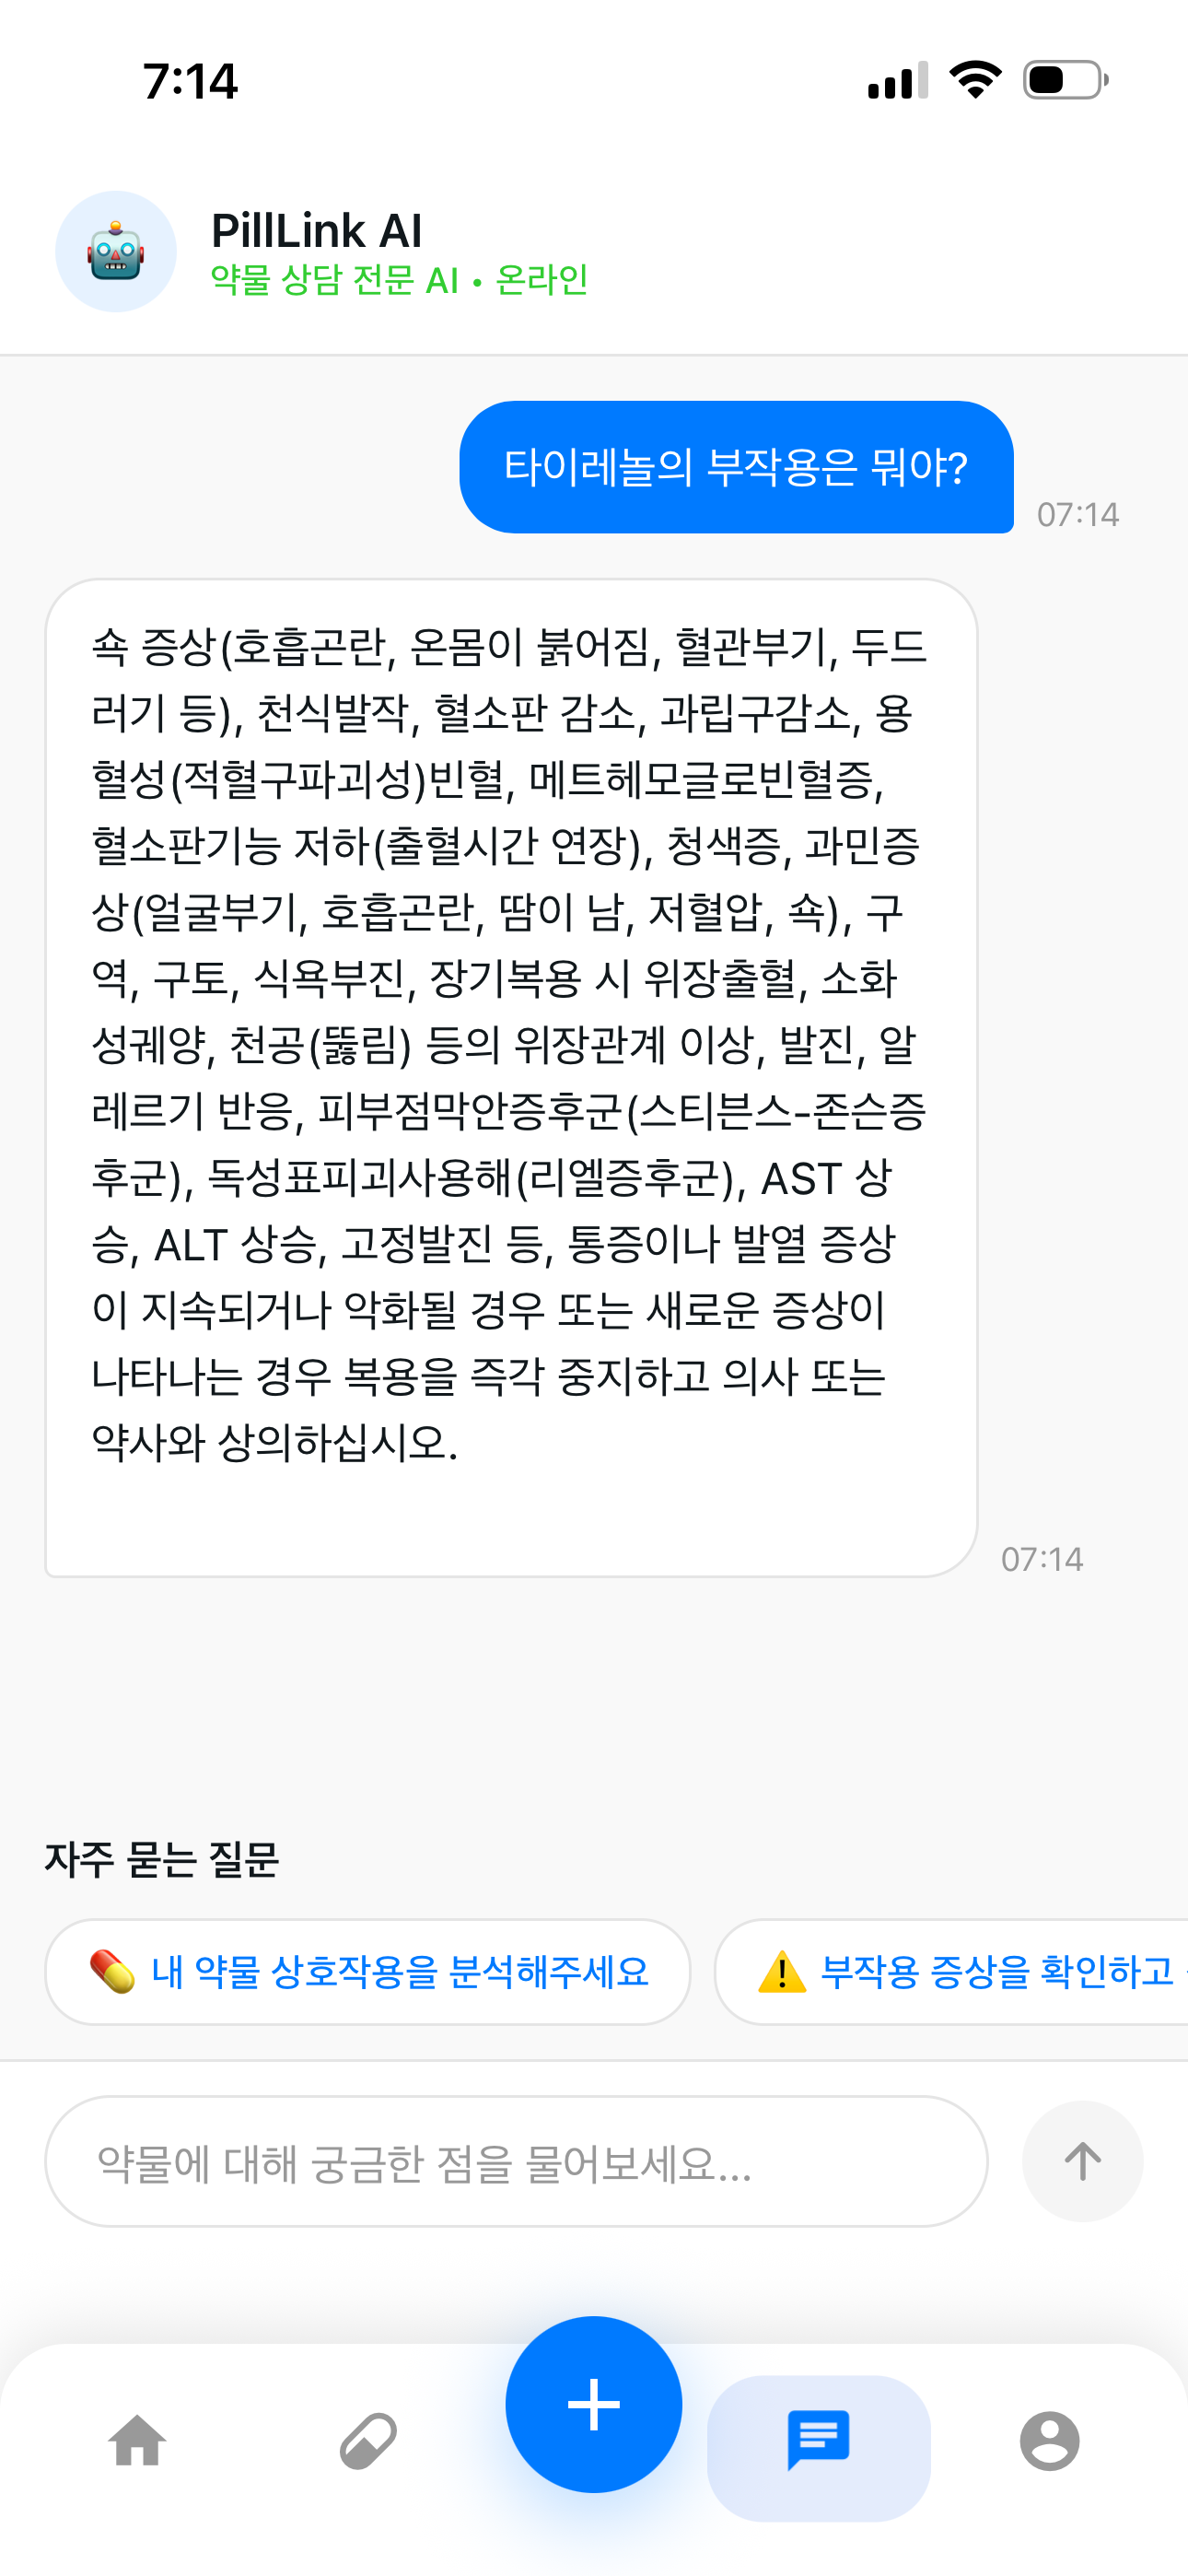 7:14
PillLink AI
약물 상담 전문 AI • 온라인
타이레놀의 부작용은 뭐야?
07:14
쇽 증상(호흡곤란, 온몸이 붉어짐, 혈관부기, 두드
러기 등), 천식발작, 혈소판 감소, 과립구감소, 용
혈성(적혈구파괴성)빈혈, 메트헤모글로빈혈증,
혈소판기능 저하(출혈시간 연장), 청색증, 과민증
상(얼굴부기, 호흡곤란, 땀이 남, 저혈압, 쇽), 구
역, 구토, 식욕부진, 장기복용 시 위장출혈, 소화
성궤양, 천공(뚫림) 등의 위장관계 이상, 발진, 알
레르기 반응, 피부점막안증후군(스티븐스-존슨증
후군), 독성표피괴사용해(리엘증후군), AST 상
승, ALT 상승, 고정발진 등, 통증이나 발열 증상
이 지속되거나 악화될 경우 또는 새로운 증상이
나타나는 경우 복용을 즉각 중지하고 의사 또는
약사와 상의하십시오.
07:14
자주 묻는 질문
내 약물 상호작용을 분석해주세요
부작용 증상을 확인하고
약물에 대해 궁금한 점을 물어보세요...